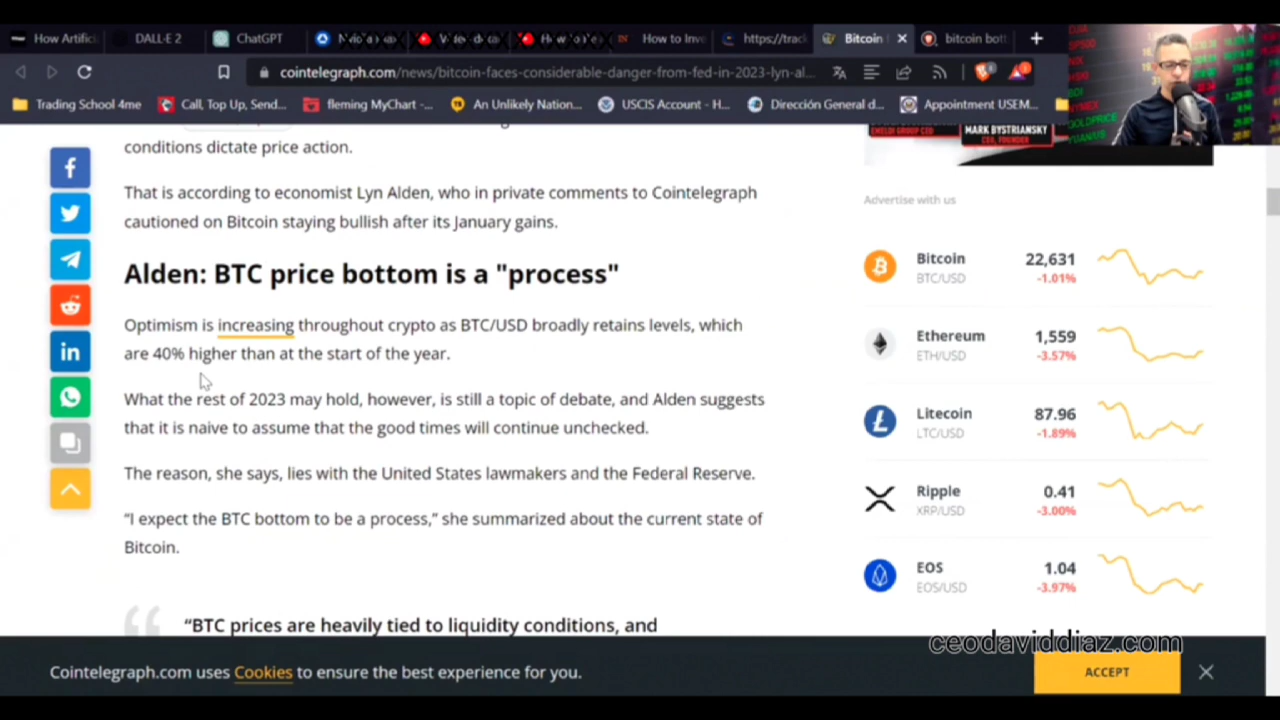 How Artific
DALL·E 2
ChatGPT
How to Inve
https://track
Bitcoin
bitcoin bott
cointelegraph.com/news/bitcoin-faces-considerable-danger-from-fed-in-2023-lyn-al...
Trading School 4me
Call, Top Up, Send...
fleming MyChart -...
An Unlikely Nation...
USCIS Account - H...
Dirección General d...
Appointment USEM...
MARK BYSTRIANSKY
CEO, FOUNDER
conditions dictate price action.
That is according to economist Lyn Alden, who in private comments to Cointelegraph
cautioned on Bitcoin staying bullish after its January gains.
Alden: BTC price bottom is a "process"
Optimism is increasing throughout crypto as BTC/USD broadly retains levels, which
are 40% higher than at the start of the year.
What the rest of 2023 may hold, however, is still a topic of debate, and Alden suggests
that it is naive to assume that the good times will continue unchecked.
The reason, she says, lies with the United States lawmakers and the Federal Reserve.
“I expect the BTC bottom to be a process,” she summarized about the current state of
Bitcoin.
“BTC prices are heavily tied to liquidity conditions, and
Advertise with us
Bitcoin 22,631
BTC/USD -1.01%
Ethereum 1,559
ETH/USD -3.57%
Litecoin 87.96
LTC/USD -1.89%
Ripple 0.41
XRP/USD -3.00%
EOS 1.04
EOS/USD -3.97%
ceodaviddiaz.com
Cointelegraph.com uses Cookies to ensure the best experience for you.
ACCEPT